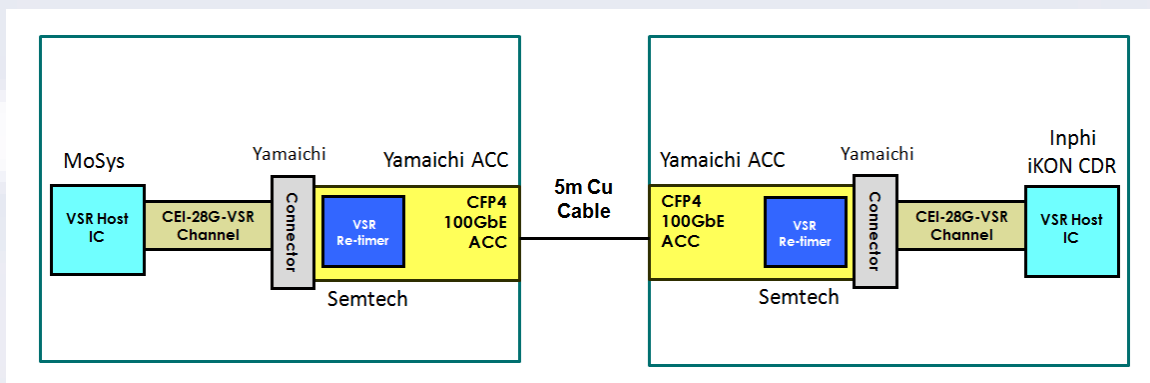 MoSys
VSR Host
IC
CEI-28G-VSR
Channel
Yamaichi
Connector
Yamaichi ACC
VSR
Re-timer
CFP4
100GbE
ACC
Semtech
5m Cu
Cable
Yamaichi ACC
CFP4
100GbE
ACC
VSR
Re-timer
Semtech
Yamaichi
Connector
CEI-28G-VSR
Channel
Inphi
iKON CDR
VSR Host
IC